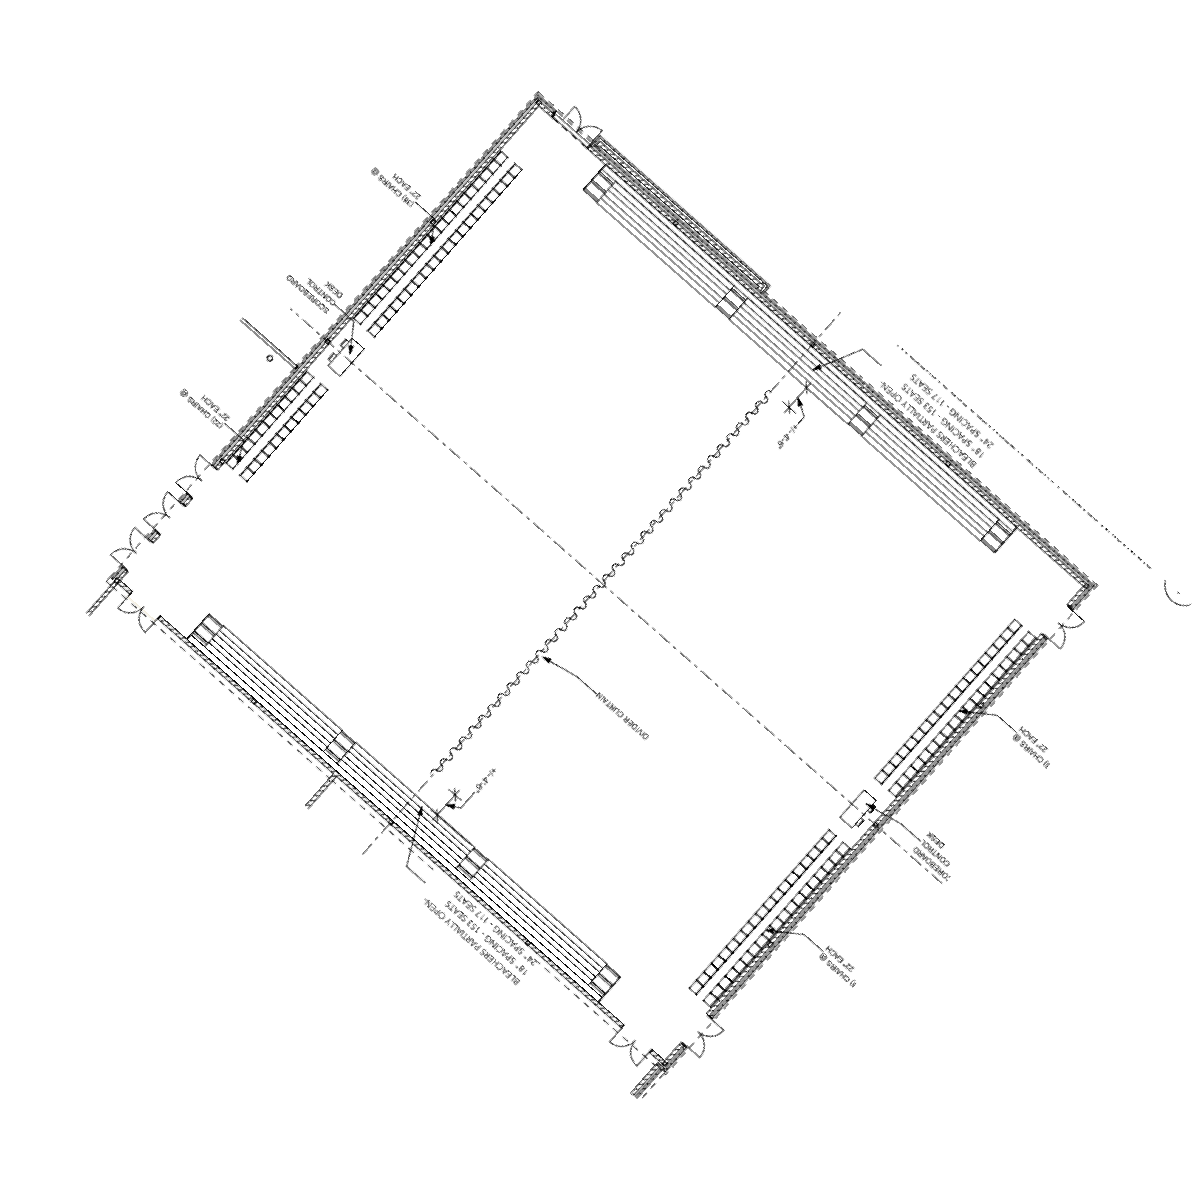 (38) CHAIRS @
22" EACH
SCOREBOARD
CONTROL
DESK
(22) CHAIRS @
22" EACH
BLEACHERS PARTIALLY OPEN-
18" SPACING - 153 SEATS
24" SPACING - 117 SEATS
+/- 4'-6"
DIVIDER CURTAIN
+/- 4'-6"
BLEACHERS PARTIALLY OPEN-
18" SPACING - 153 SEATS
24" SPACING - 117 SEATS
) CHAIRS @
22" EACH
OREBOARD
CONTROL
DESK
) CHAIRS @
22" EACH